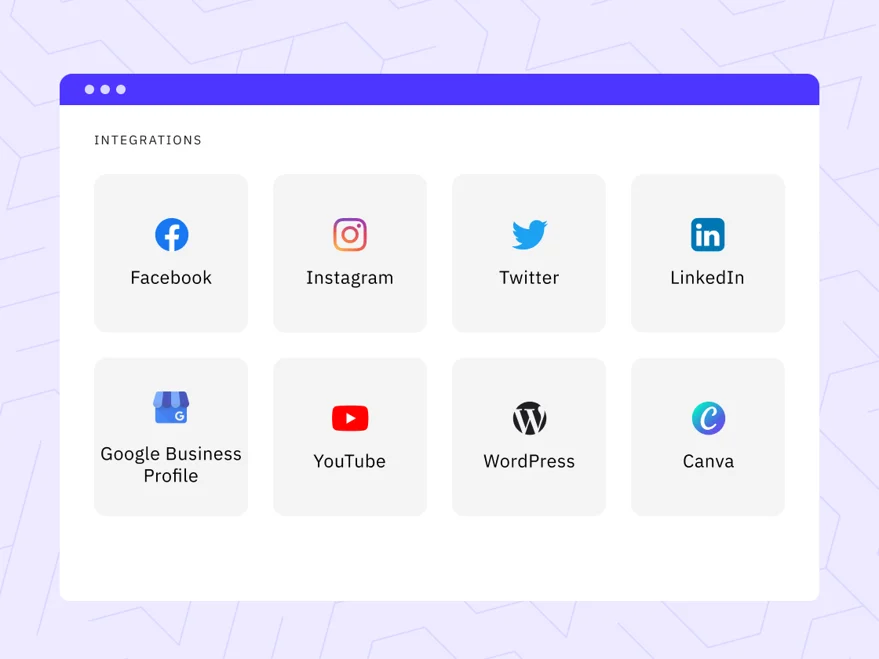 INTEGRATIONS
Facebook
Instagram
Twitter
LinkedIn
Google Business
Profile
YouTube
WordPress
Canva